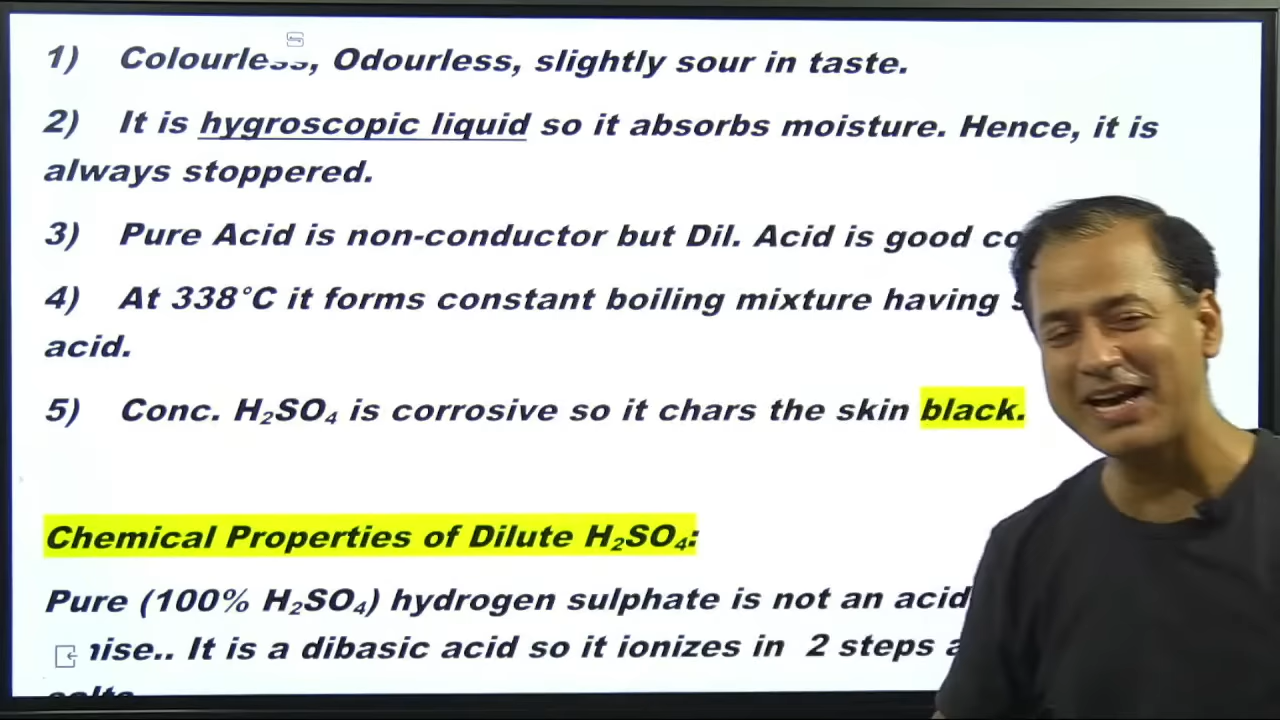 1) Colourless, Odourless, slightly sour in taste.
2) It is hygroscopic liquid so it absorbs moisture. Hence, it is
always stoppered.
3) Pure Acid is non-conductor but Dil. Acid is good
4) At 338°C it forms constant boiling mixture having
acid.
5) Conc. H₂SO₄ is corrosive so it chars the skin black.
Chemical Properties of Dilute H₂SO₄:
Pure (100% H₂SO₄) hydrogen sulphate is not an acid
It is a dibasic acid so it ionizes in 2 steps